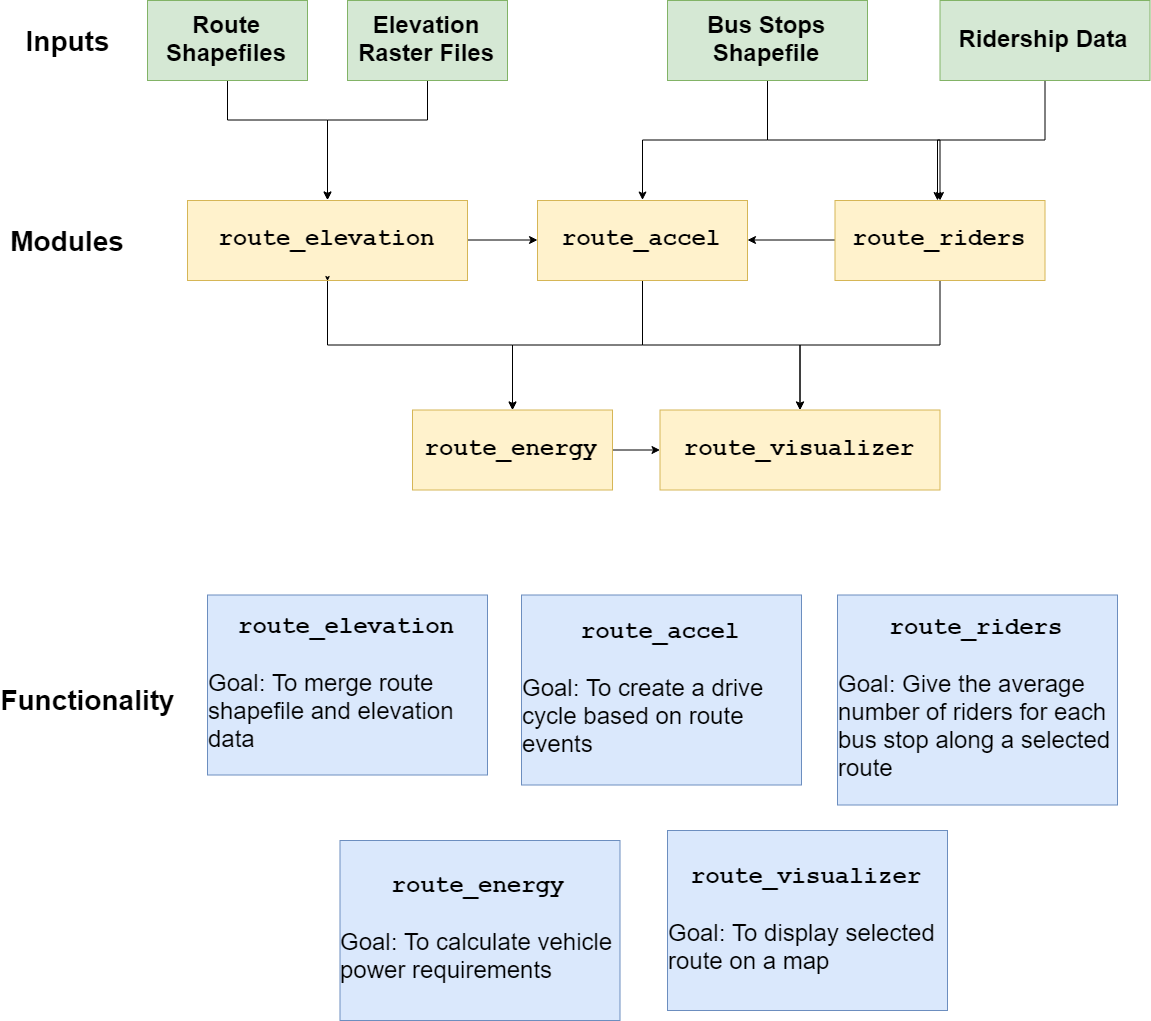 Inputs
Route
Shapefiles
Elevation
Raster Files
Bus Stops
Shapefile
Ridership Data
Modules
route_elevation
route_accel
route_riders
route_energy
route_visualizer
Functionality
route_elevation
Goal: To merge route
shapefile and elevation
data
route_accel
Goal: To create a drive
cycle based on route
events
route_riders
Goal: Give the average
number of riders for each
bus stop along a selected
route
route_energy
Goal: To calculate vehicle
power requirements
route_visualizer
Goal: To display selected
route on a map